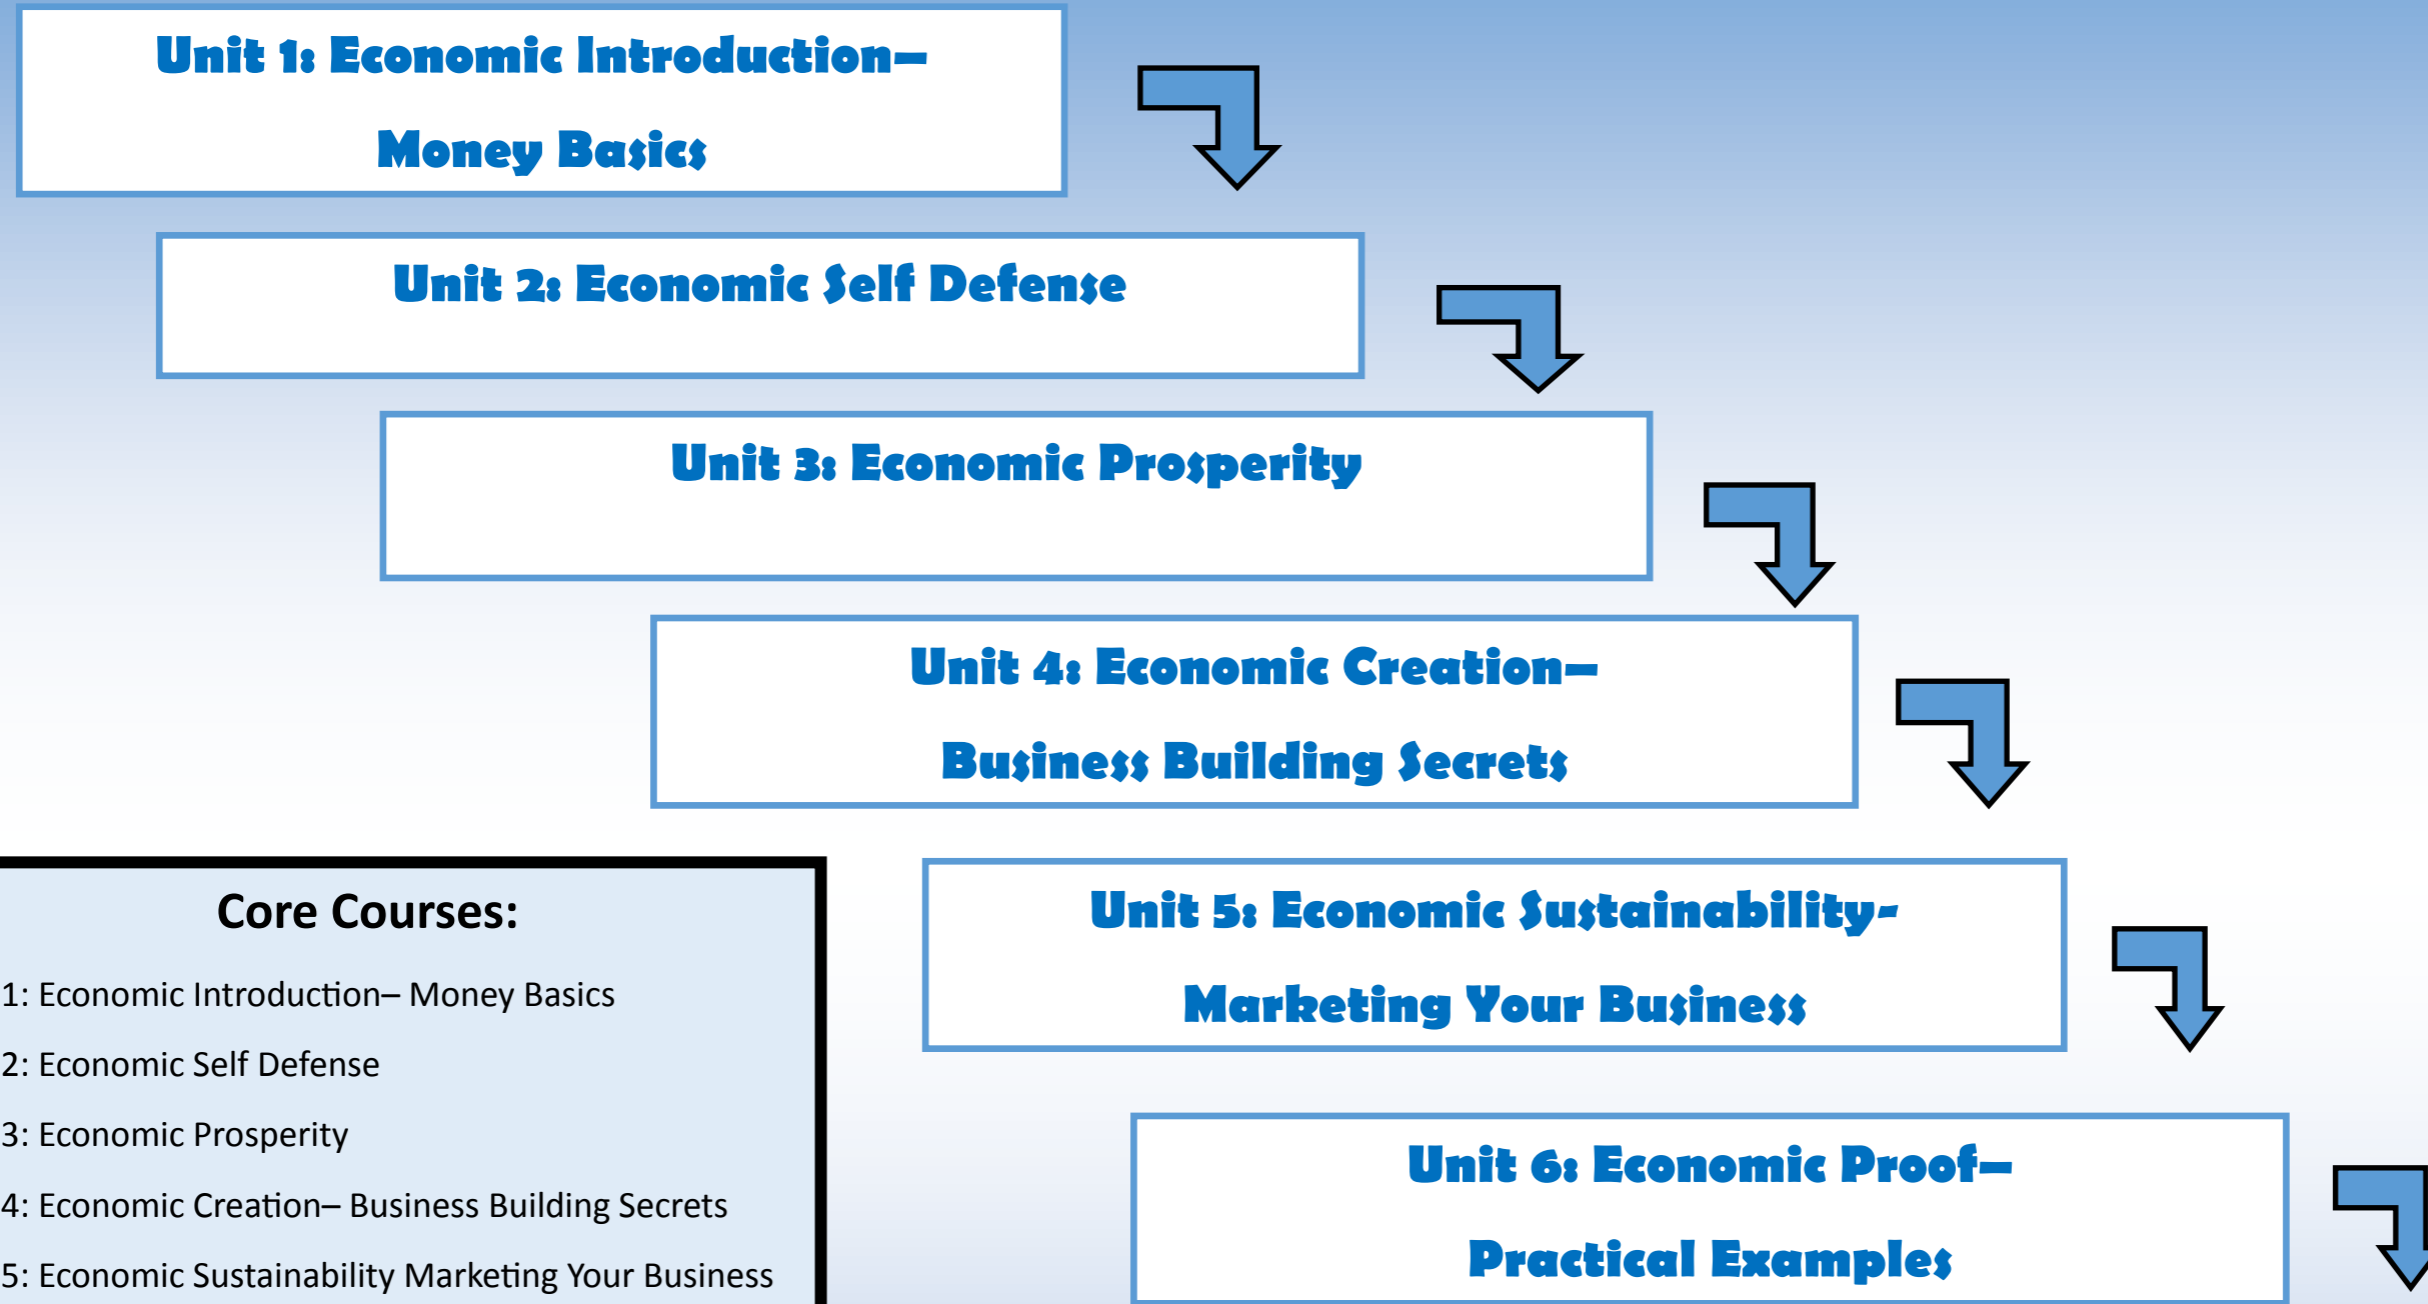 Unit 1: Economic Introduction—
Money Basics
Unit 2: Economic Self Defense
Unit 3: Economic Prosperity
Unit 4: Economic Creation—
Business Building Secrets
Unit 5: Economic Sustainability-
Marketing Your Business
Unit 6: Economic Proof—
Practical Examples
Core Courses:
1: Economic Introduction– Money Basics
2: Economic Self Defense
3: Economic Prosperity
4: Economic Creation– Business Building Secrets
5: Economic Sustainability Marketing Your Business